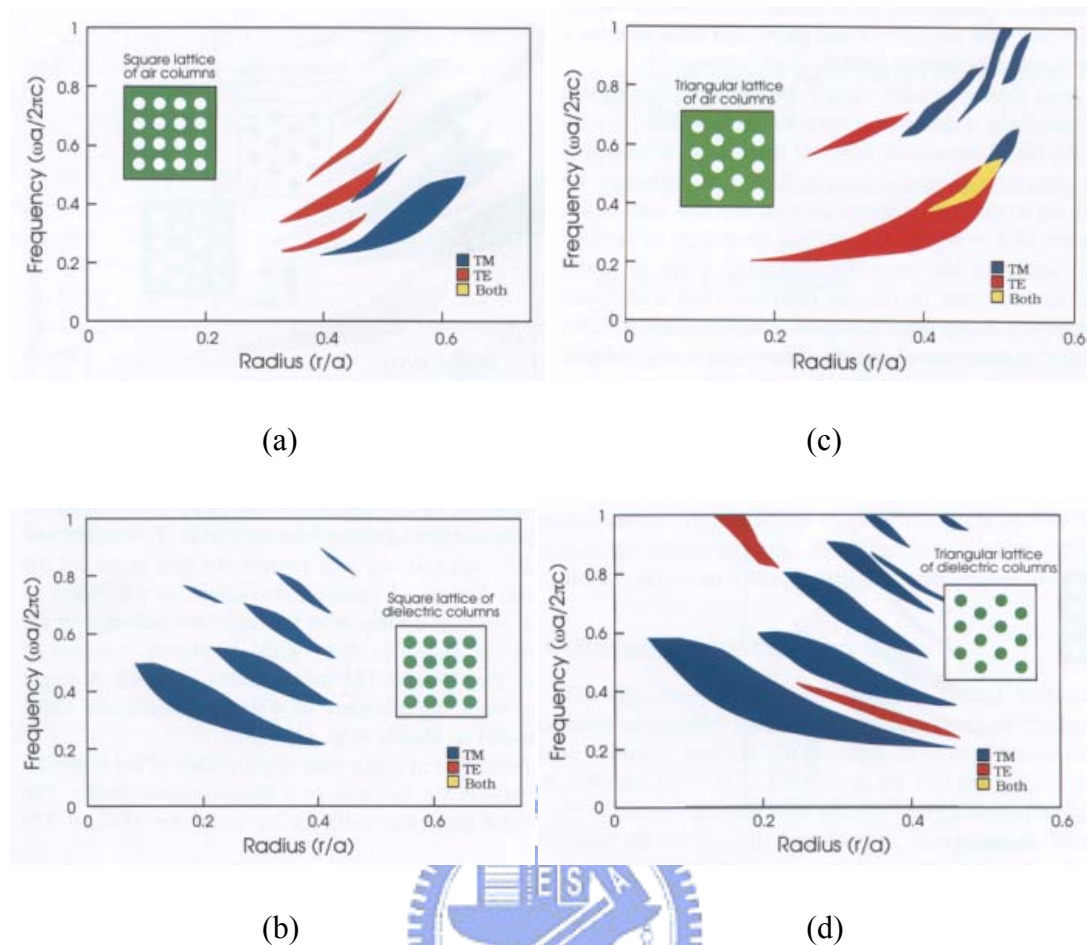 1
0.8
0.6
0.4
0.2
0
Frequency (ωa/2πc)
Square lattice
of air columns
TM
TE
Both
0
0.2
0.4
0.6
Radius (r/a)
(a)
1
0.8
0.6
0.4
0.2
0
Frequency (ωa/2πc)
Triangular lattice
of air columns
TM
TE
Both
0
0.2
0.4
0.6
Radius (r/a)
(c)
1
0.8
0.6
0.4
0.2
0
Frequency (ωa/2πc)
Square lattice of
dielectric columns
TM
TE
Both
0
0.2
0.4
0.6
Radius (r/a)
(b)
1
0.8
0.6
0.4
0.2
0
Frequency (ωa/2πc)
Triangular lattice
of dielectric columns
TM
TE
Both
0
0.2
0.4
0.6
Radius (r/a)
(d)
E S A